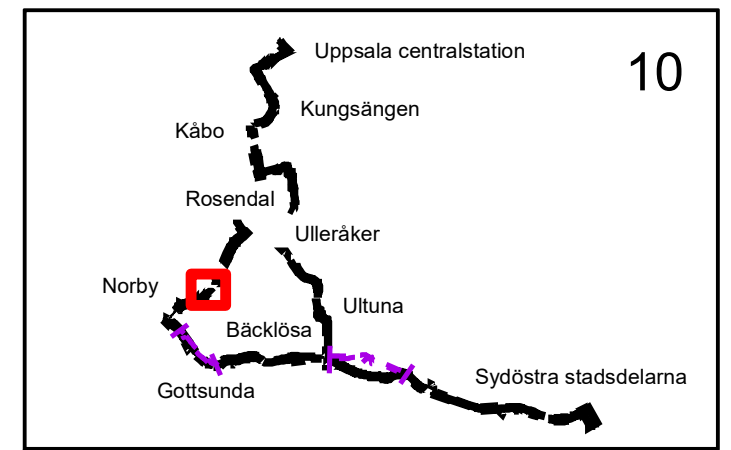 Uppsala centralstation
10
Kungsängen
Kåbo
Rosendal
Ulleråker
Norby
Ultuna
Bäcklösa
Sydöstra stadsdelarna
Gottsunda